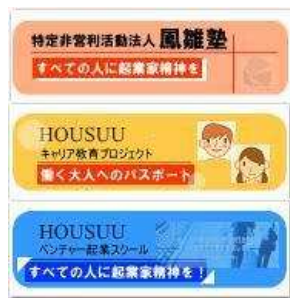 特定非営利活動法人 鳳雛塾
すべての人に起業家精神を!
HOUSUU
キャリア教育プロジェクト
働く大人へのパスポート
HOUSUU
ベンチャー起業スクール
すべての人に起業家精神を!